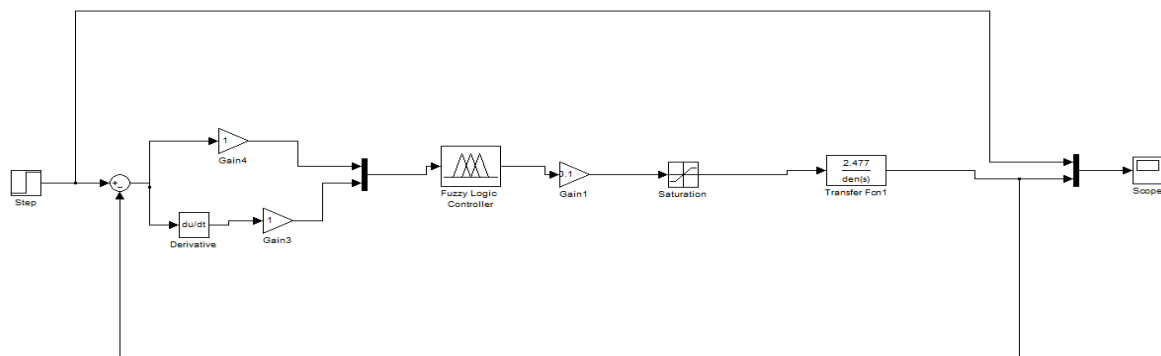 Step
+
−
1
Gain4
du/dt
Derivative
1
Gain3
Fuzzy Logic
Controller
0.1
Gain1
Saturation
2.477
den(s)
Transfer Fcn1
Scope